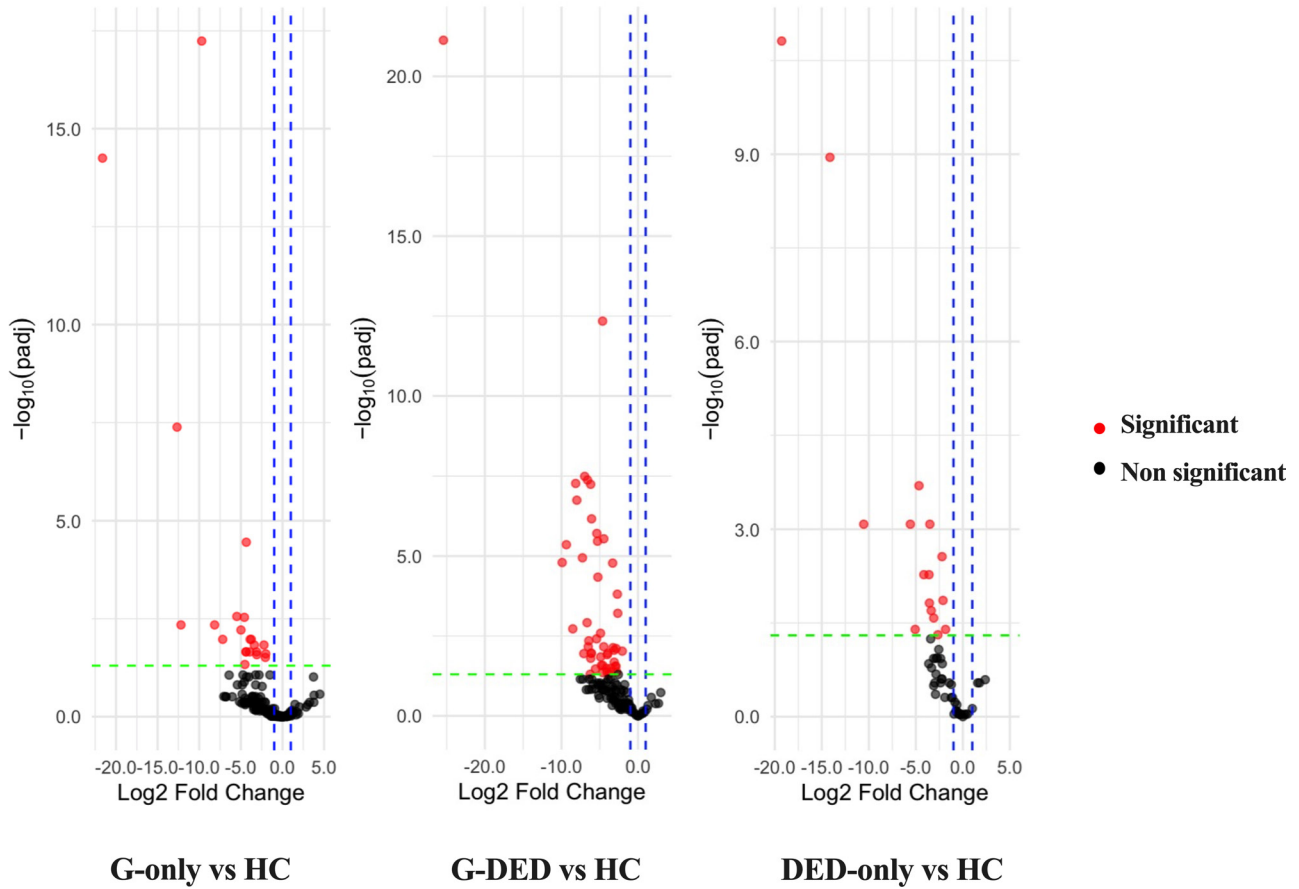 15.0
10.0
5.0
0.0
−log₁₀(padj)
-20.0 -15.0 -10.0 -5.0 0.0 5.0
Log2 Fold Change
G-only vs HC
20.0
15.0
10.0
5.0
0.0
−log₁₀(padj)
-20.0 -10.0 0.0
Log2 Fold Change
G-DED vs HC
9.0
6.0
3.0
0.0
−log₁₀(padj)
-20.0 -15.0 -10.0 -5.0 0.0 5.0
Log2 Fold Change
DED-only vs HC
Significant
Non significant